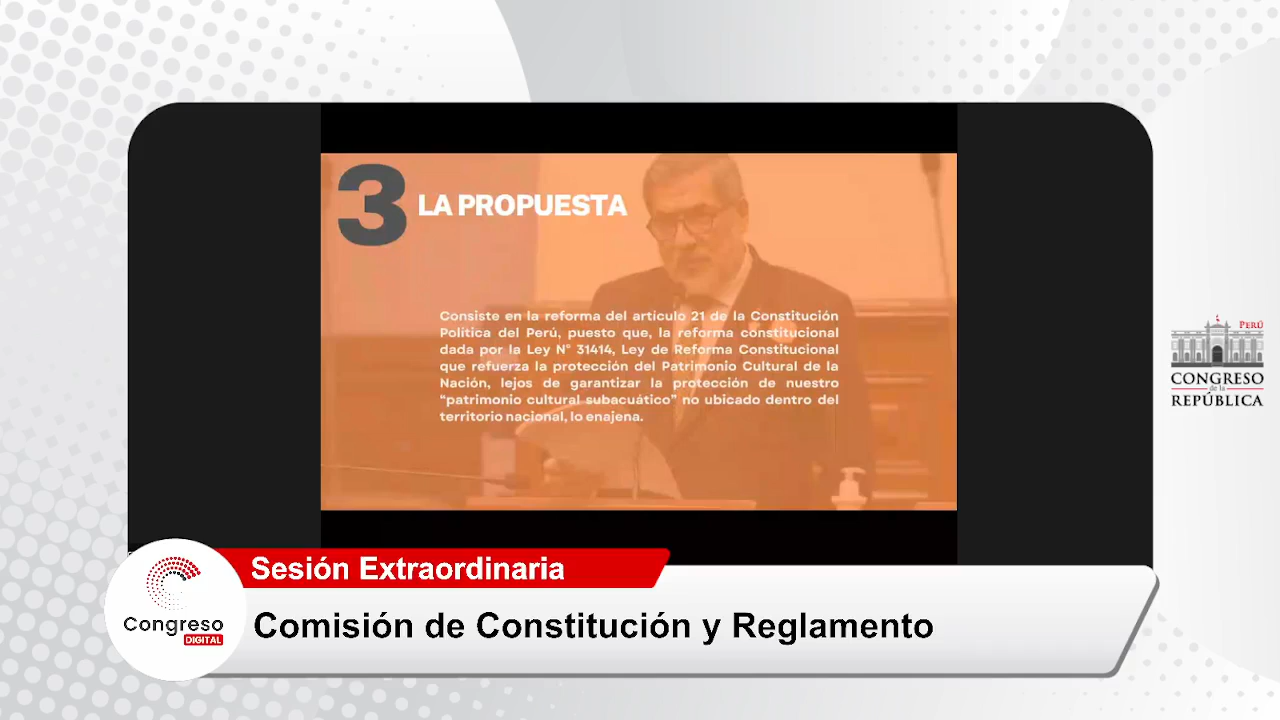 3 LA PROPUESTA
Consiste en la reforma del artículo 21 de la Constitución
Política del Perú, puesto que, la reforma constitucional
dada por la Ley N° 31414, Ley de Reforma Constitucional
que refuerza la protección del Patrimonio Cultural de la
Nación, lejos de garantizar la protección de nuestro
“patrimonio cultural subacuático” no ubicado dentro del
territorio nacional, lo enajena.
PERÚ
CONGRESO
de la
REPÚBLICA
Sesión Extraordinaria
Congreso
DIGITAL
Comisión de Constitución y Reglamento